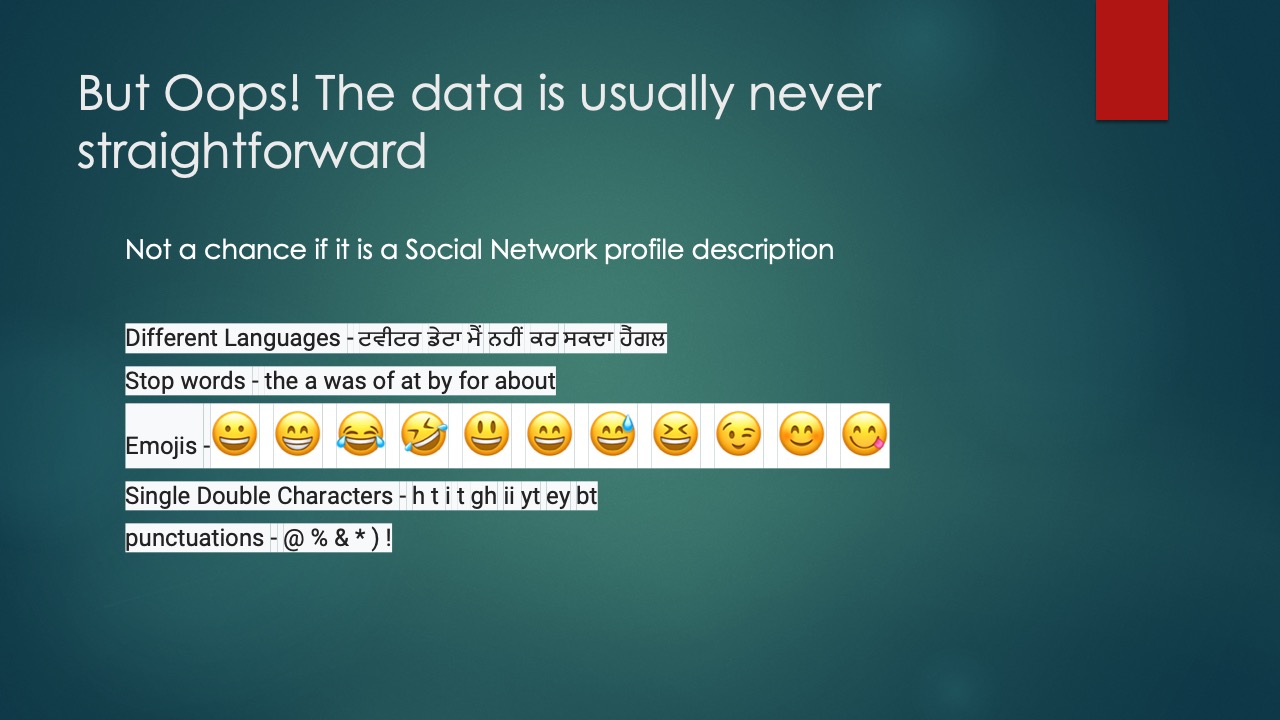 But Oops! The data is usually never
straightforward
Not a chance if it is a Social Network profile description
Different Languages - ਟਵੀਟਰ ਡੇਟਾ ਮੈਂ ਨਹੀਂ ਕਰ ਸਕਦਾ ਹੈਂਗਲ
Stop words - the a was of at by for about
Emojis -😀 😁 😂 🤣 😃 😄 😅 😆 😉 😊 😋
Single Double Characters - h t i t gh ii yt ey bt
punctuations - @ % & * ) !